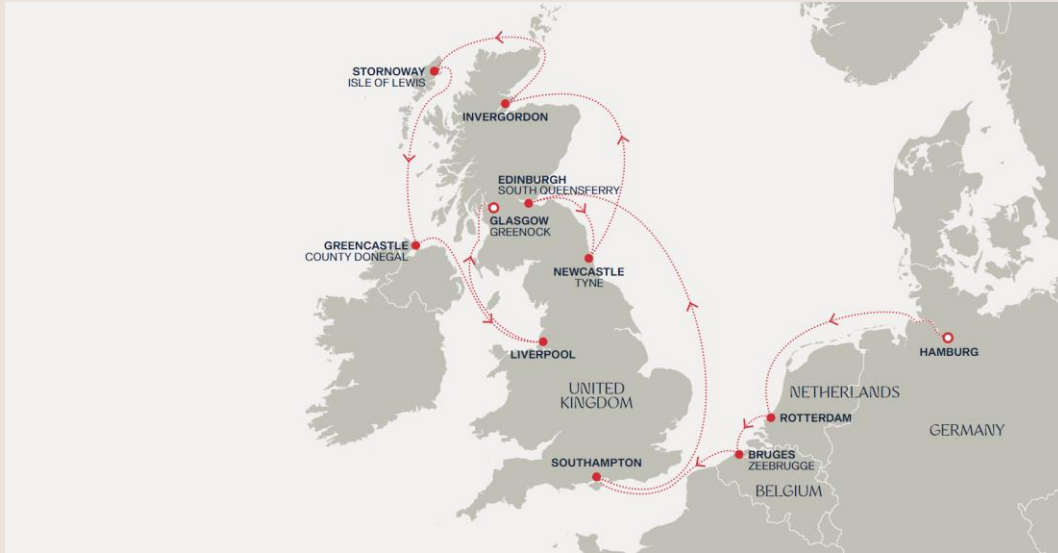 STORNOWAY
ISLE OF LEWIS
INVERGORDON
EDINBURGH
SOUTH QUEENSFERRY
GLASGOW
GREENOCK
GREENCASTLE
COUNTY DONEGAL
NEWCASTLE
TYNE
LIVERPOOL
HAMBURG
UNITED
KINGDOM
NETHERLANDS
ROTTERDAM
GERMANY
SOUTHAMPTON
BRUGES
ZEEBRUGGE
BELGIUM